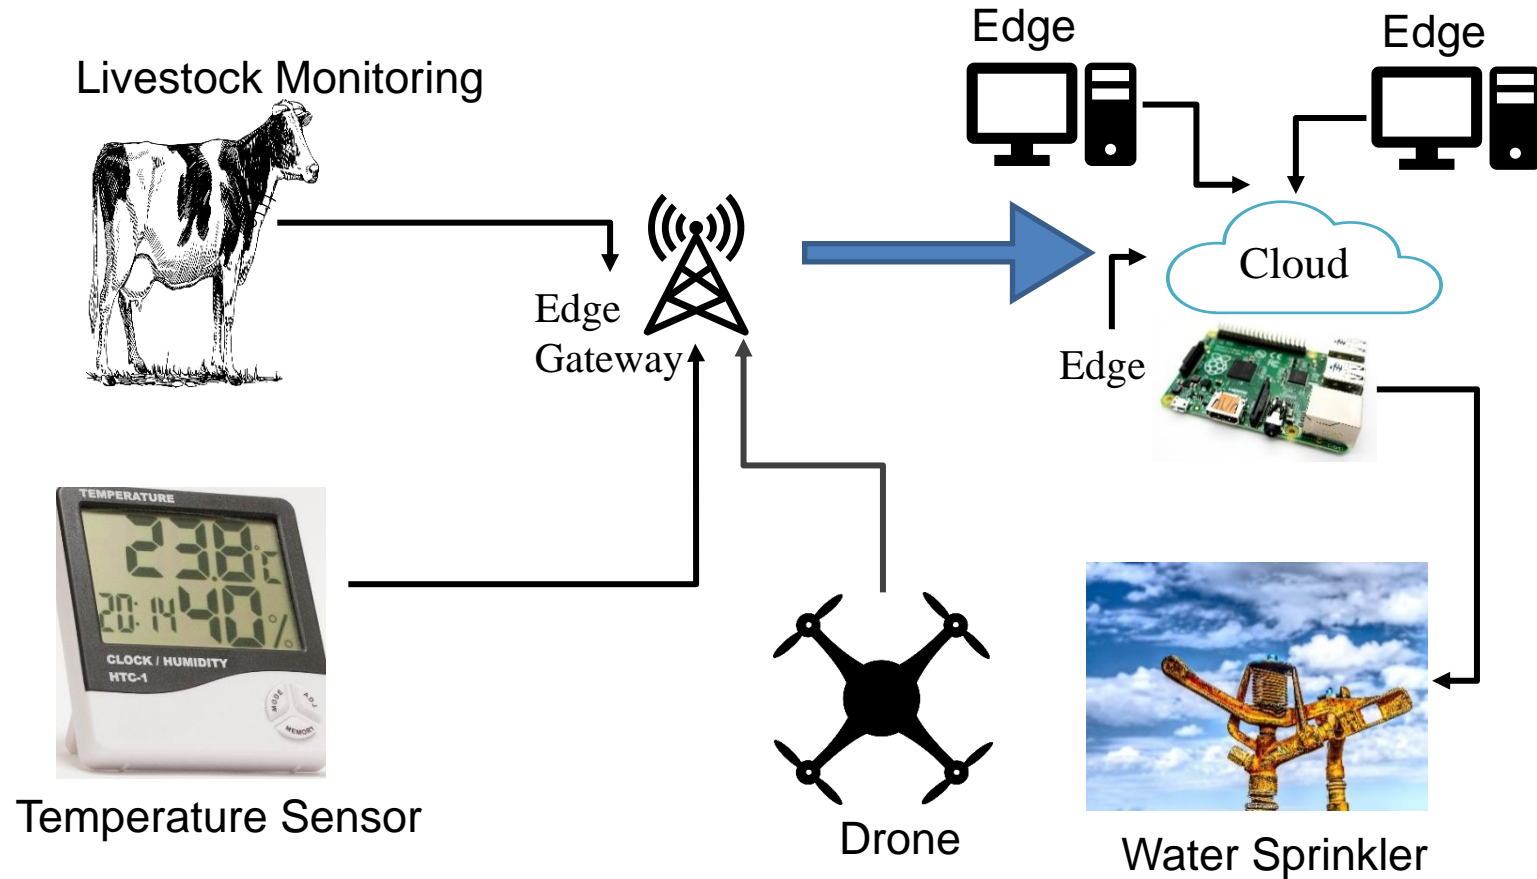 Edge
Edge
Livestock Monitoring
Cloud
Edge
Gateway
Edge
TEMPERATURE
23.8°C
20:14 40%
CLOCK / HUMIDITY
HTC-1
MODE
ADJ
MEMORY
Temperature Sensor
Drone
Water Sprinkler